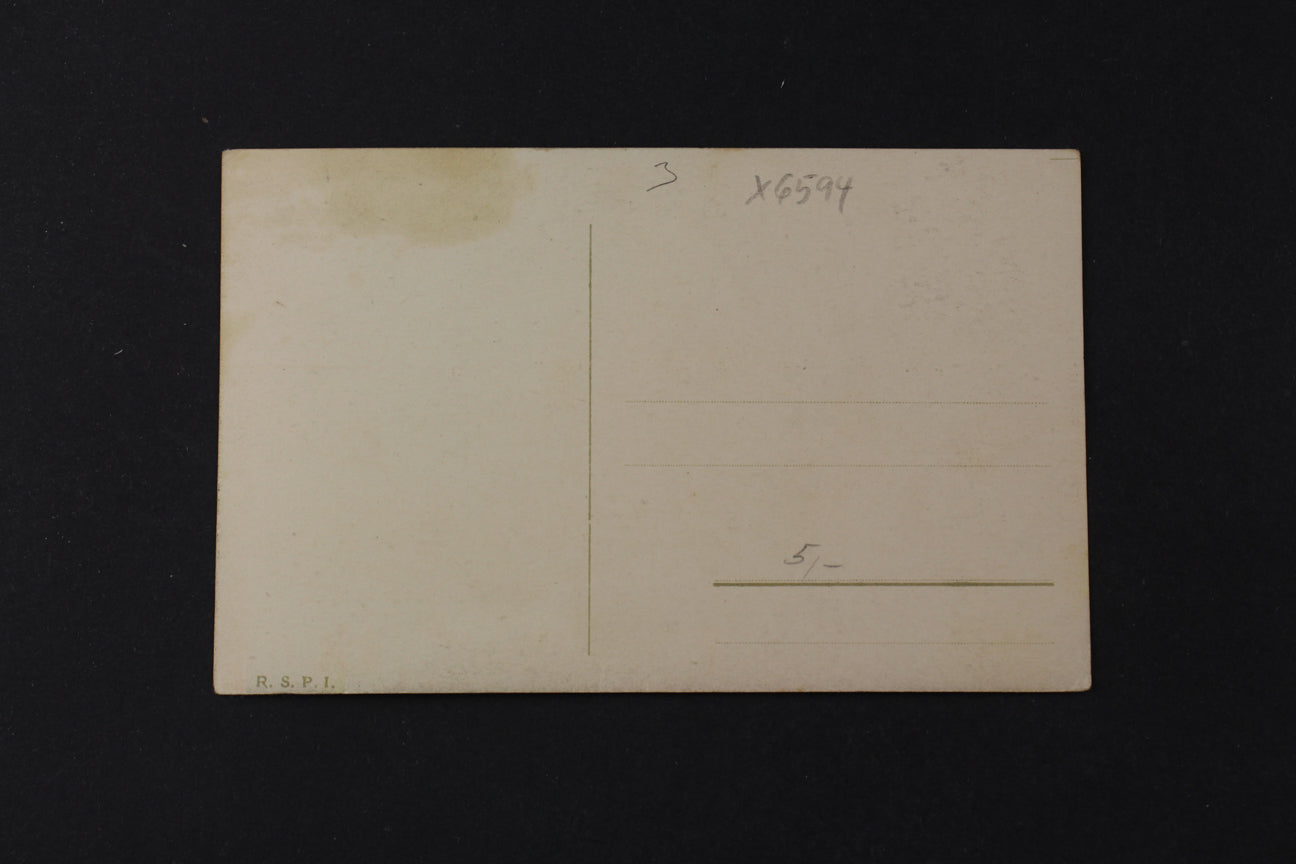 3
X6594
5/-
R. S. P. I.